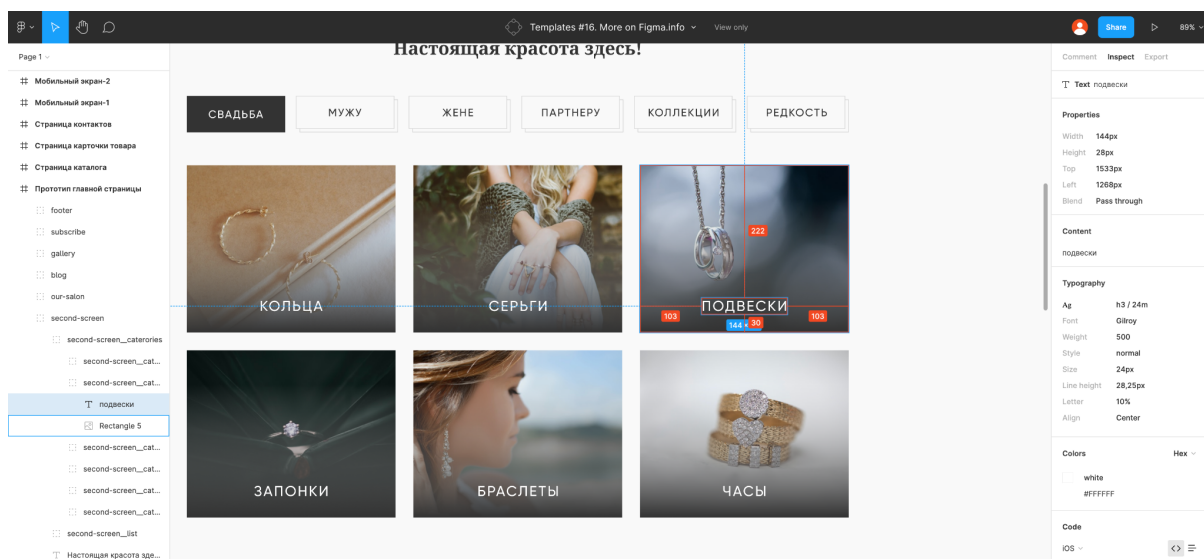 Templates #16. More on Figma.info
View only
Share
89%
Page 1
Мобильный экран-2
Мобильный экран-1
Страница контактов
Страница карточки товара
Страница каталога
Прототип главной страницы
footer
subscribe
gallery
blog
our-salon
second-screen
second-screen__caterories
second-screen__cat...
second-screen__cat...
подвески
Rectangle 5
second-screen__cat...
second-screen__cat...
second-screen__cat...
second-screen__cat...
second-screen__list
Настоящая красота зде...
Настоящая красота здесь!
СВАДЬБА МУЖУ ЖЕНЕ ПАРТНЕРУ КОЛЛЕКЦИИ РЕДКОСТЬ
222
КОЛЬЦА СЕРЬГИ ПОДВЕСКИ
103 144 × 30 103
ЗАПОНКИ БРАСЛЕТЫ ЧАСЫ
Comment Inspect Export
T Text подвески
Properties
Width 144px
Height 28px
Top 1533px
Left 1268px
Blend Pass through
Content
подвески
Typography
Ag h3 / 24m
Font Gilroy
Weight 500
Style normal
Size 24px
Line height 28,25px
Letter 10%
Align Center
Colors Hex
white
#FFFFFF
Code
iOS